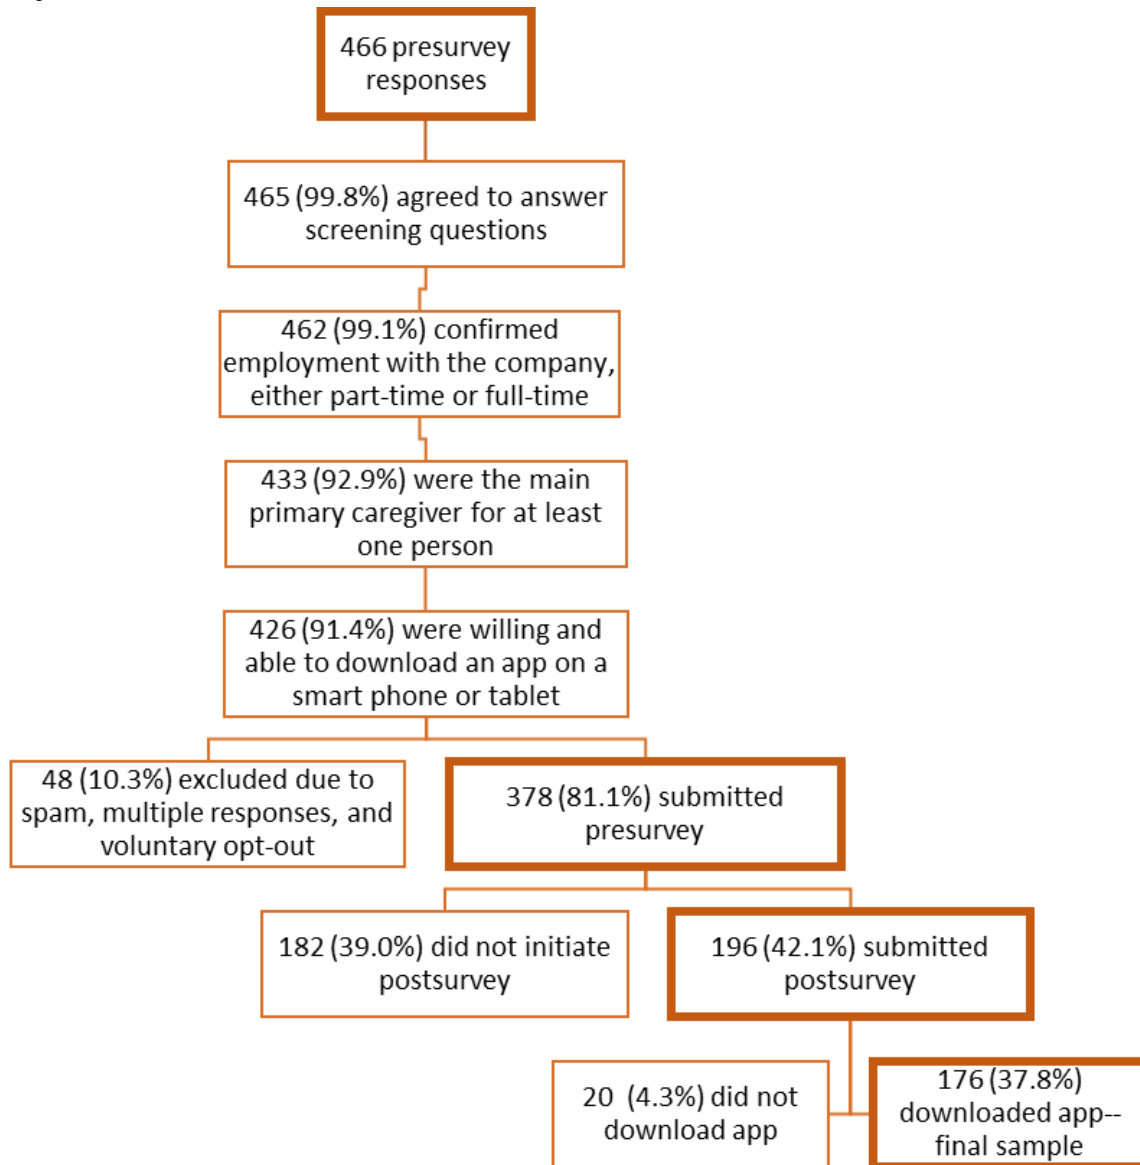 466 presurvey
responses
465 (99.8%) agreed to answer
screening questions
462 (99.1%) confirmed
employment with the company,
either part-time or full-time
433 (92.9%) were the main
primary caregiver for at least
one person
426 (91.4%) were willing and
able to download an app on a
smart phone or tablet
48 (10.3%) excluded due to
spam, multiple responses, and
voluntary opt-out
378 (81.1%) submitted
presurvey
182 (39.0%) did not initiate
postsurvey
196 (42.1%) submitted
postsurvey
20 (4.3%) did not
download app
176 (37.8%)
downloaded app--
final sample